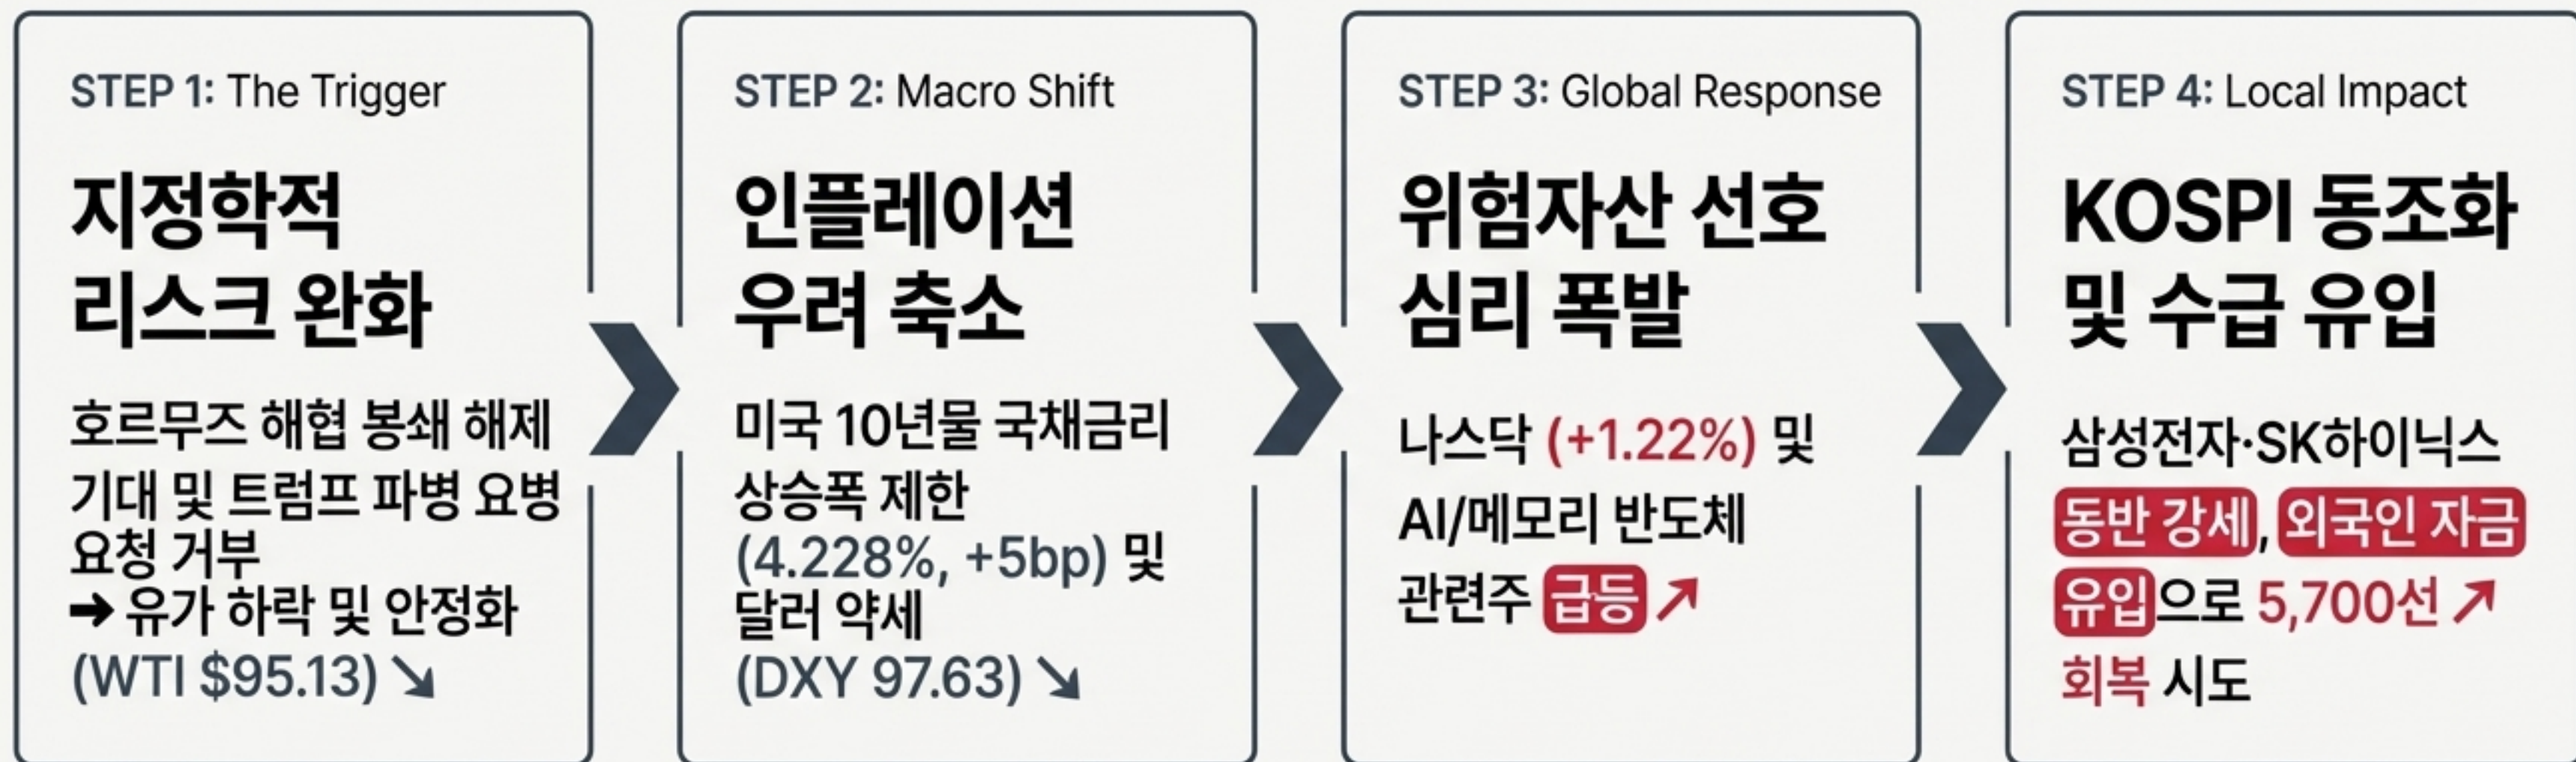 STEP 1: The Trigger
지정학적
리스크 완화
호르무즈 해협 봉쇄 해제
기대 및 트럼프 파병 요병
요청 거부
➡ 유가 하락 및 안정화
(WTI $95.13) ↘
STEP 2: Macro Shift
인플레이션
우려 축소
미국 10년물 국채금리
상승폭 제한
(4.228%, +5bp) 및
달러 약세
(DXY 97.63) ↘
STEP 3: Global Response
위험자산 선호
심리 폭발
나스닥 (+1.22%) 및
AI/메모리 반도체
관련주 급등 ↗
STEP 4: Local Impact
KOSPI 동조화
및 수급 유입
삼성전자·SK하이닉스
동반 강세, 외국인 자금
유입으로 5,700선 ↗
회복 시도